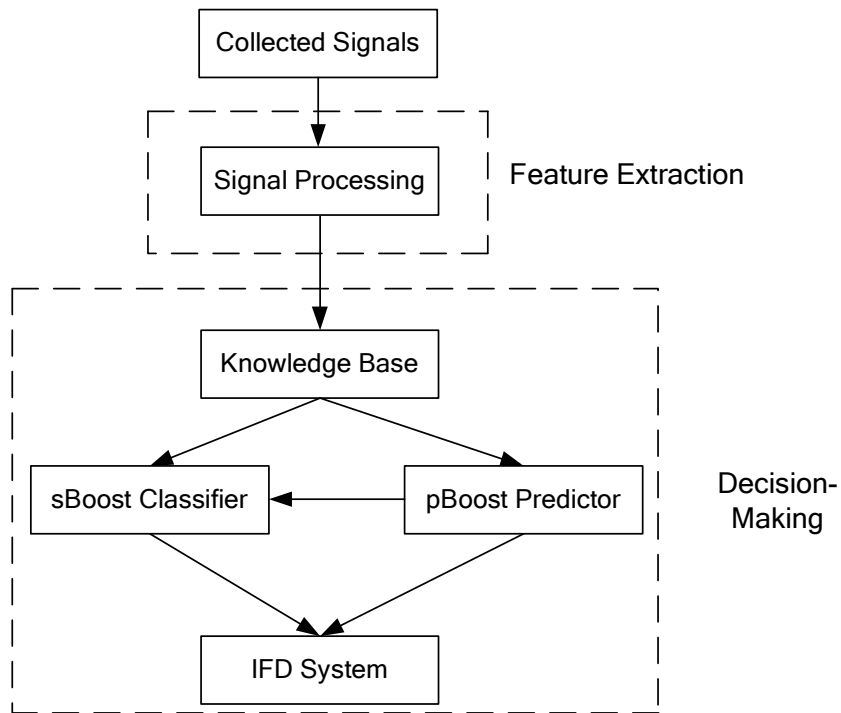 Collected Signals
Signal Processing
Feature Extraction
Knowledge Base
sBoost Classifier
pBoost Predictor
Decision-
Making
IFD System